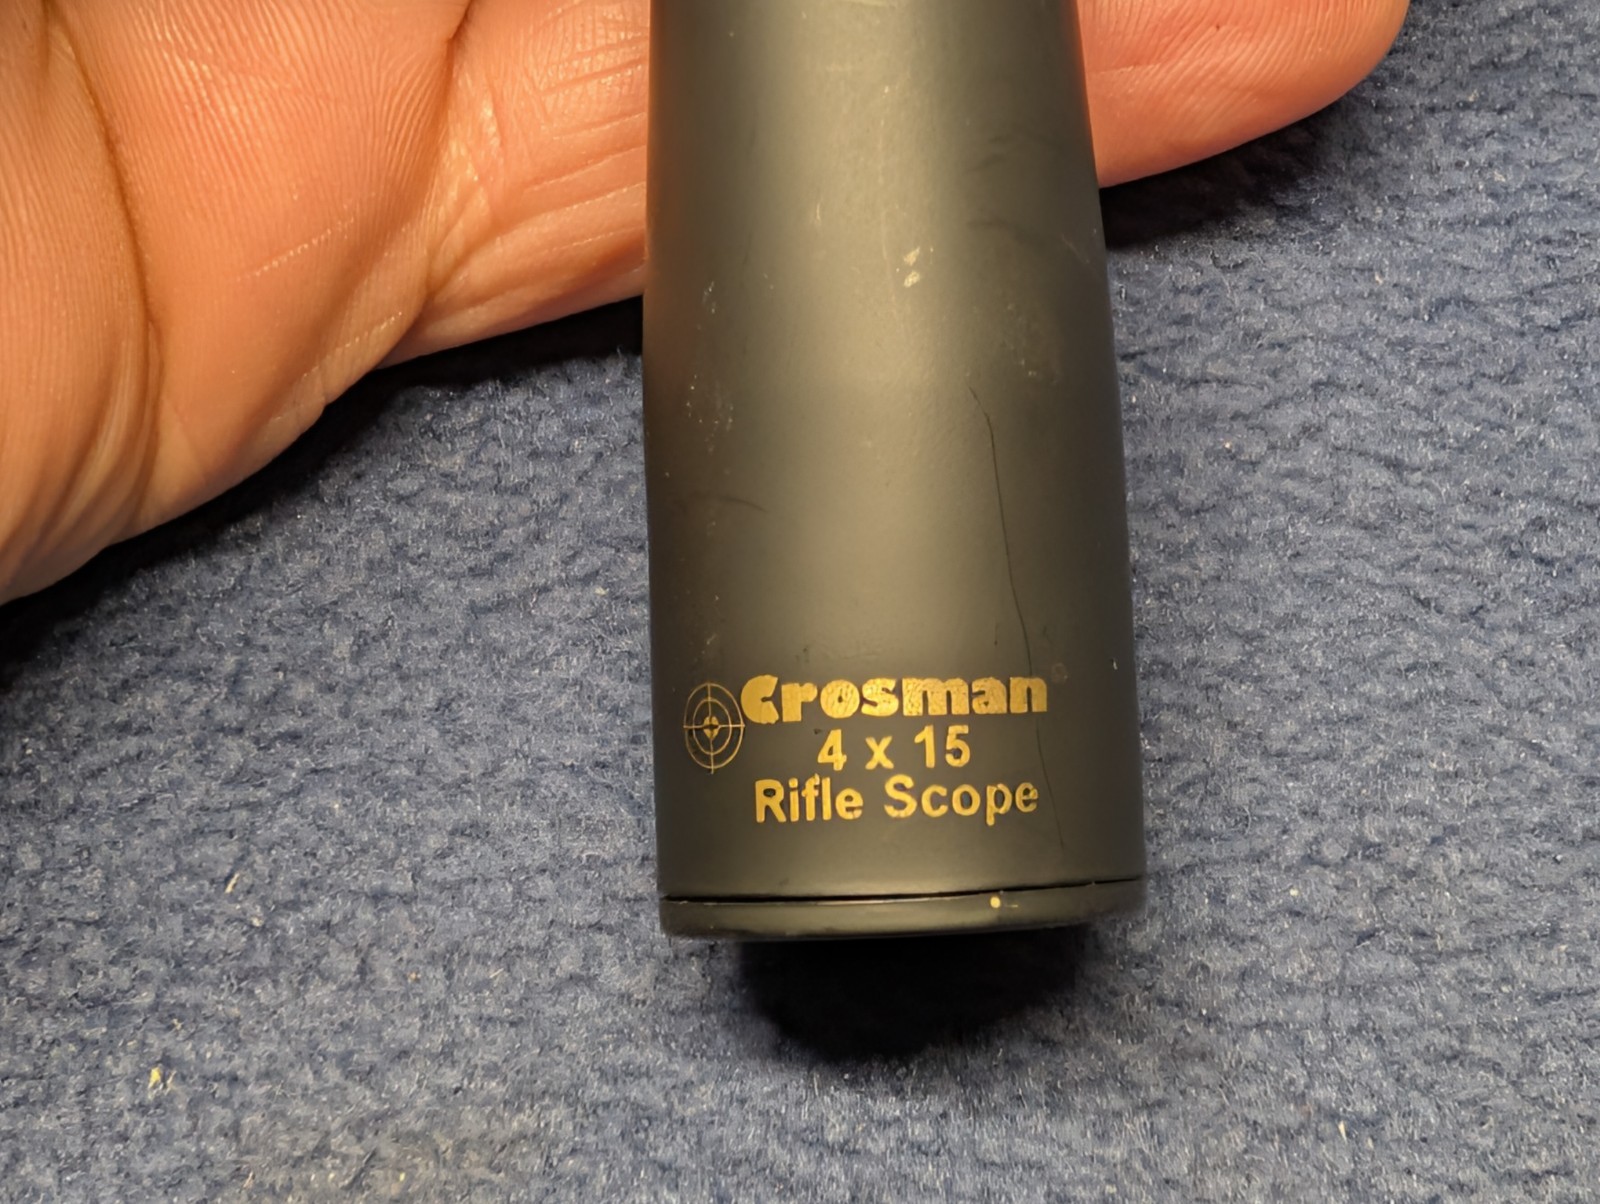 Crosman
4 x 15
Rifle Scope